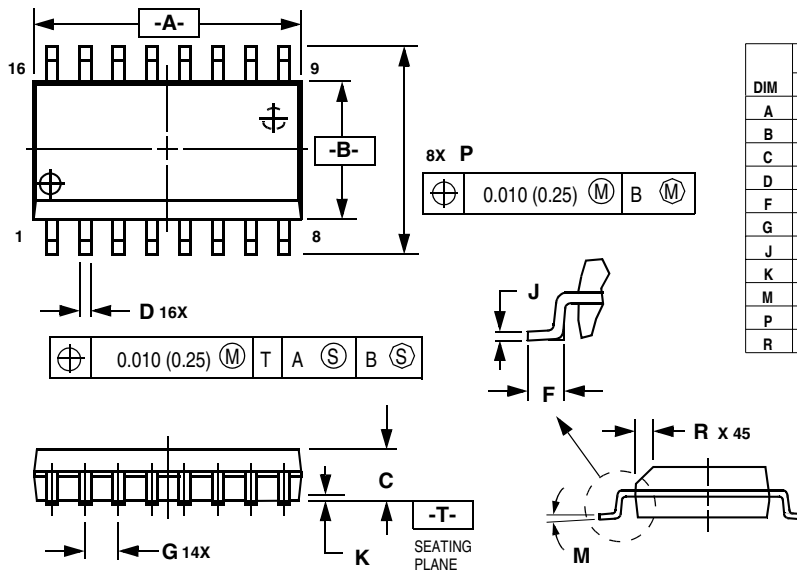 -A-
16
9
-B-
1
8
D 16X
0.010 (0.25) M T A S B S
8X P
0.010 (0.25) M B M
J
F
C
-T-
SEATING
PLANE
K
G 14X
R X 45
M
DIM
A
B
C
D
F
G
J
K
M
P
R